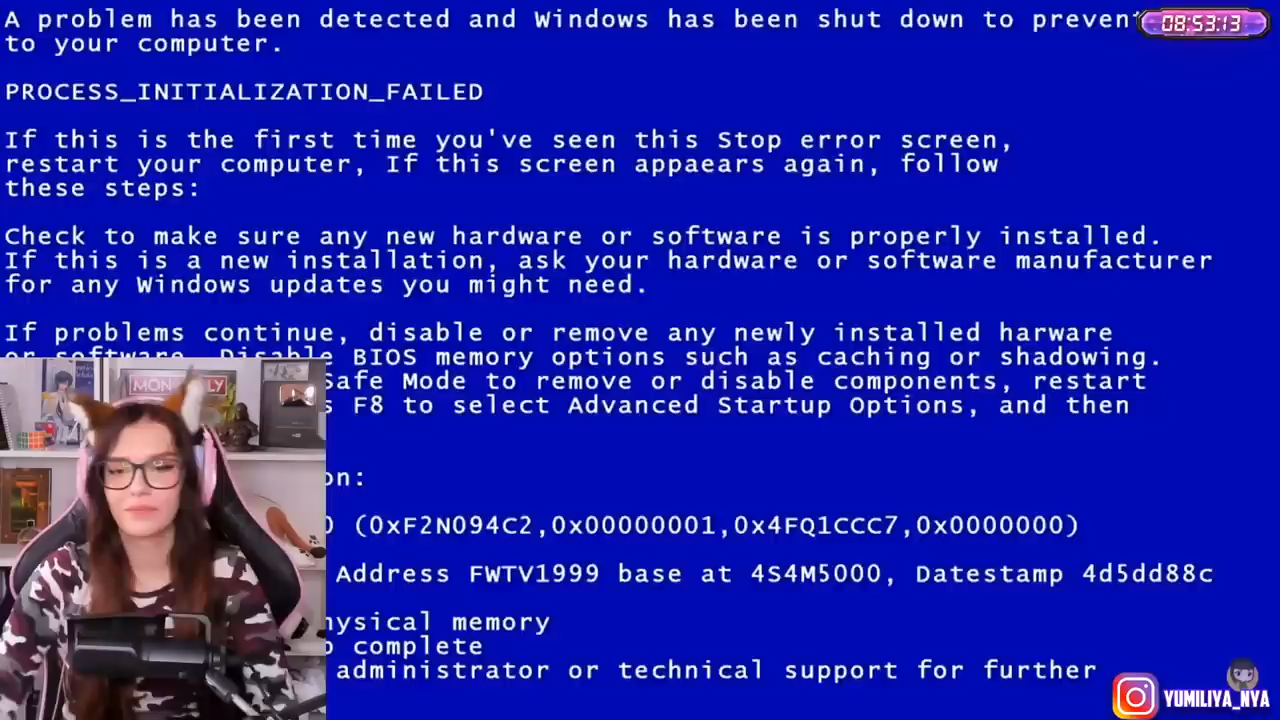 A problem has been detected and Windows has been shut down to prevent
08:53:13
to your computer.
PROCESS_INITIALIZATION_FAILED
If this is the first time you've seen this Stop error screen,
restart your computer, If this screen appaears again, follow
these steps:
Check to make sure any new hardware or software is properly installed.
If this is a new installation, ask your hardware or software manufacturer
for any Windows updates you might need.
If problems continue, disable or remove any newly installed harware
or software. Disable BIOS memory options such as caching or shadowing.
Safe Mode to remove or disable components, restart
F8 to select Advanced Startup Options, and then
on:
(0xF2N094C2,0x00000001,0x4FQ1CCC7,0x0000000)
Address FWTV1999 base at 4S4M5000, Datestamp 4d5dd88c
hysical memory
complete
administrator or technical support for further
YUMILIYA_NYA